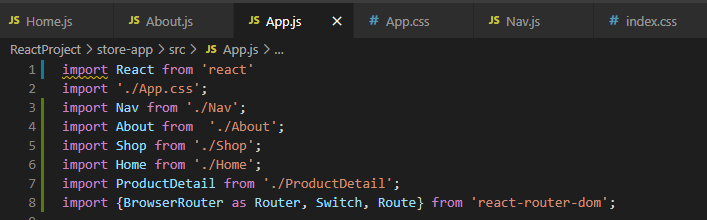 JS Home.js JS About.js JS App.js × # App.css JS Nav.js # index.css
ReactProject > store-app > src > JS App.js > ...
1 import React from 'react'
2 import './App.css';
3 import Nav from './Nav';
4 import About from  './About';
5 import Shop from './Shop';
6 import Home from './Home';
7 import ProductDetail from './ProductDetail';
8 import {BrowserRouter as Router, Switch, Route} from 'react-router-dom';